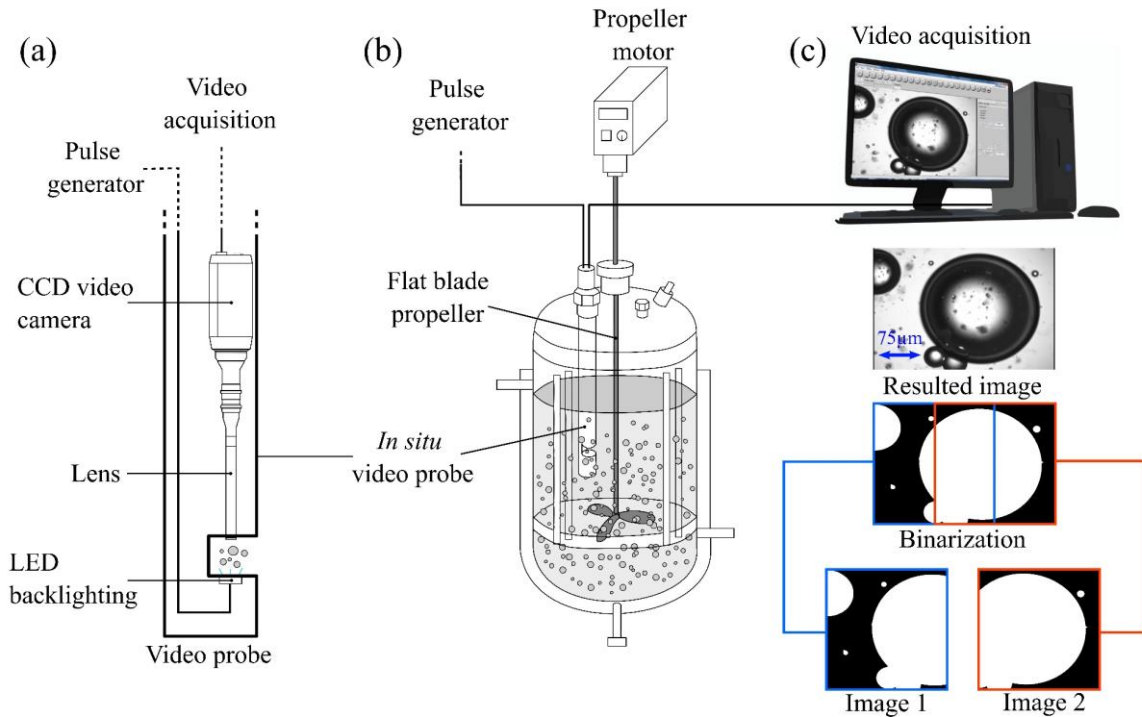 (a)
Video
acquisition
Pulse
generator
CCD video
camera
Lens
LED
backlighting
Video probe
(b)
Propeller
motor
Pulse
generator
Flat blade
propeller
In situ
video probe
(c)
Video acquisition
75μm
Resulted image
Binarization
Image 1
Image 2